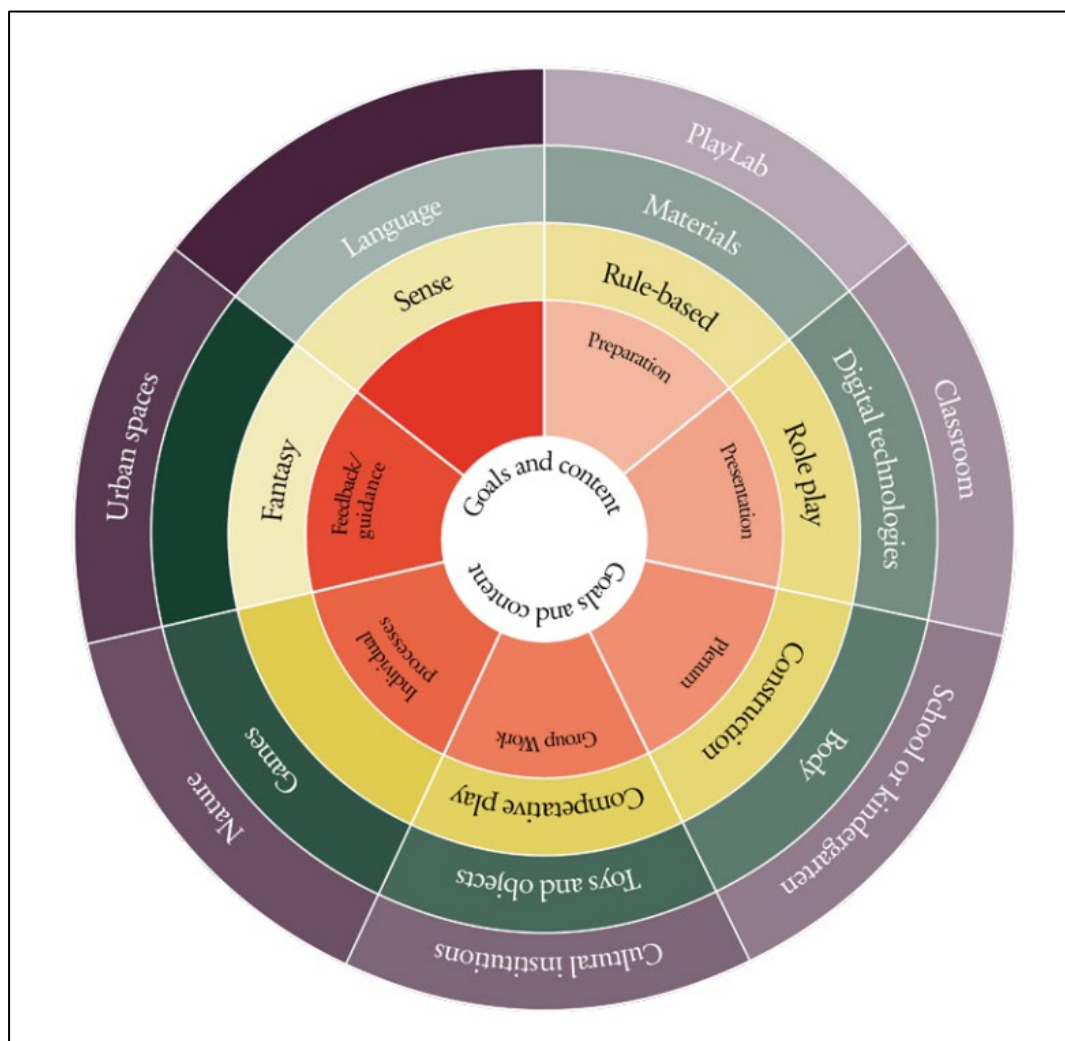 PlayLab
Classroom
School or kindergarten
Cultural institutions
Nature
Urban spaces
Materials
Digital technologies
Body
Toys and objects
Games
Language
Rule-based
Role play
Construction
Competative play
Fantasy
Sense
Preparation
Presentation
Plenum
Group Work
Individual
processes
Feedback/
guidance
Goals and content
Goals and content